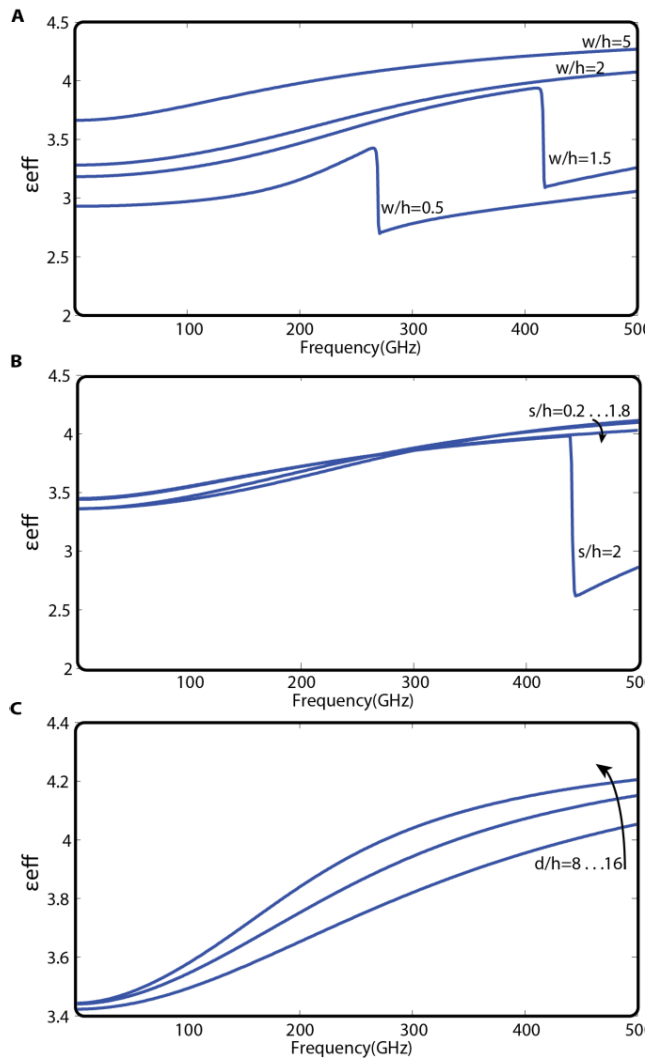 A
4.5
w/h=5
4
w/h=2
3.5
εeff
w/h=1.5
3
w/h=0.5
2.5
2
100
200
300
400
500
Frequency(GHz)
B
4.5
s/h=0.2 . . . 1.8
4
3.5
εeff
3
s/h=2
2.5
2
100
200
300
400
500
Frequency(GHz)
C
4.4
4.2
4
εeff
d/h=8 . . . 16
3.8
3.6
3.4
100
200
300
400
500
Frequency(GHz)